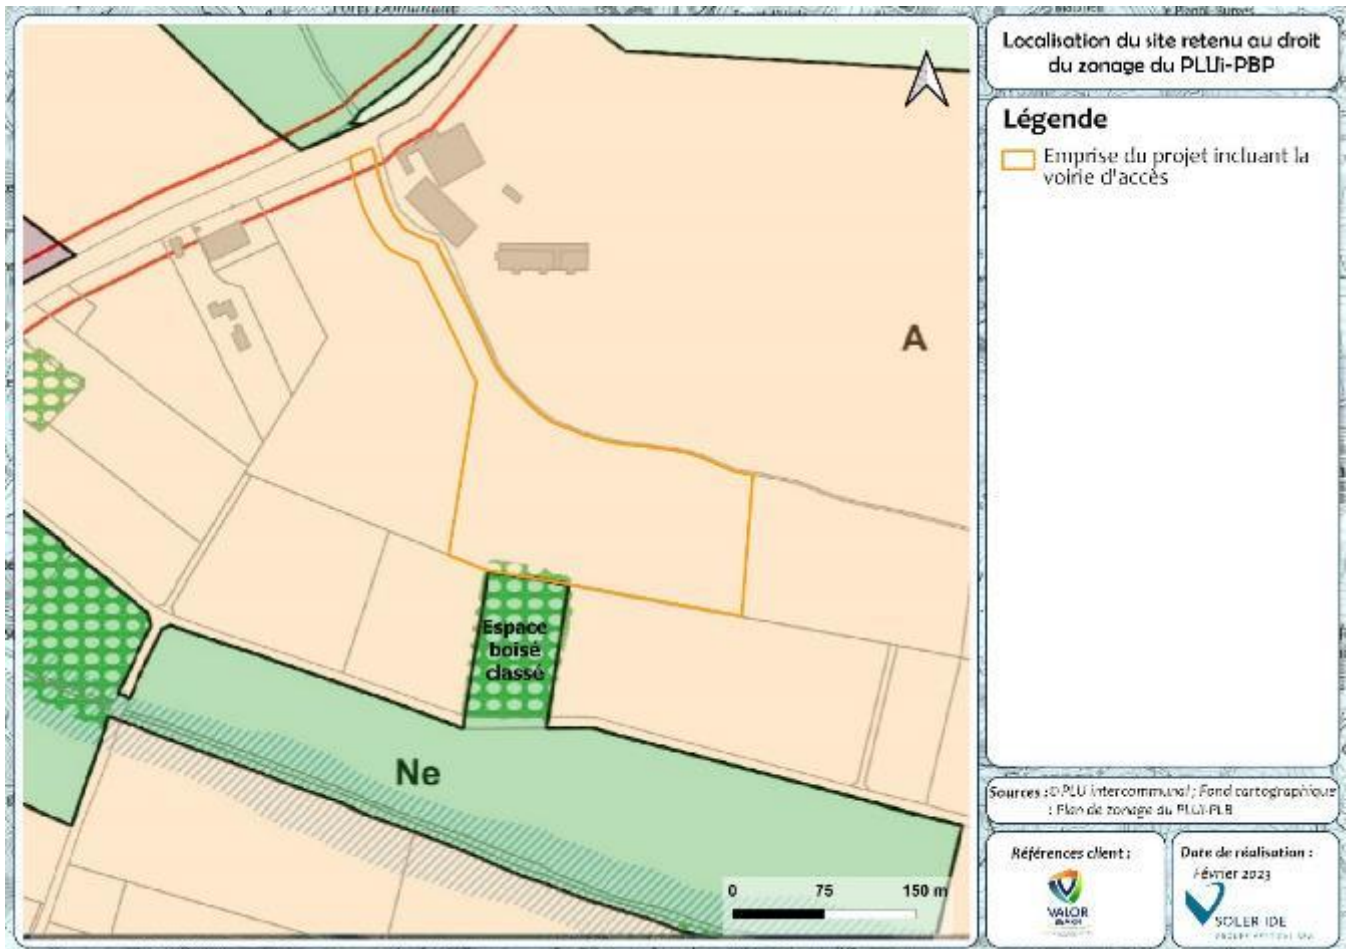 Localisation du site retenu au droit
du zonage du PLUi-PBP
Légende
Emprise du projet incluant la
voirie d'accès
A
Espace
boisé
classé
Ne
0 75 150 m
Sources : © PLU intercommunal ; Fond cartographique
: Plan de zonage du PLUi-PLB
Références client :
VALOR
Date de réalisation :
Février 2023
SOLER IDE